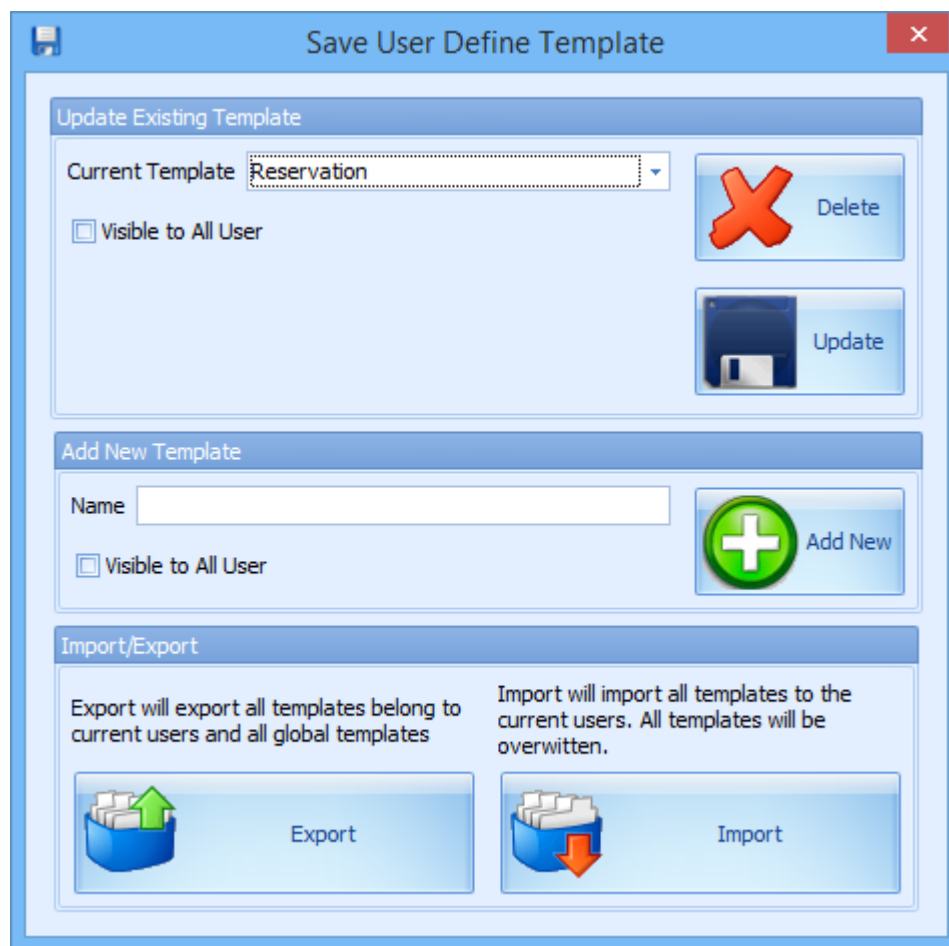 Save User Define Template
Update Existing Template
Current Template Reservation
Visible to All User
Delete
Update
Add New Template
Name
Visible to All User
Add New
Import/Export
Export will export all templates belong to
current users and all global templates
Import will import all templates to the
current users. All templates will be
overwitten.
Export
Import